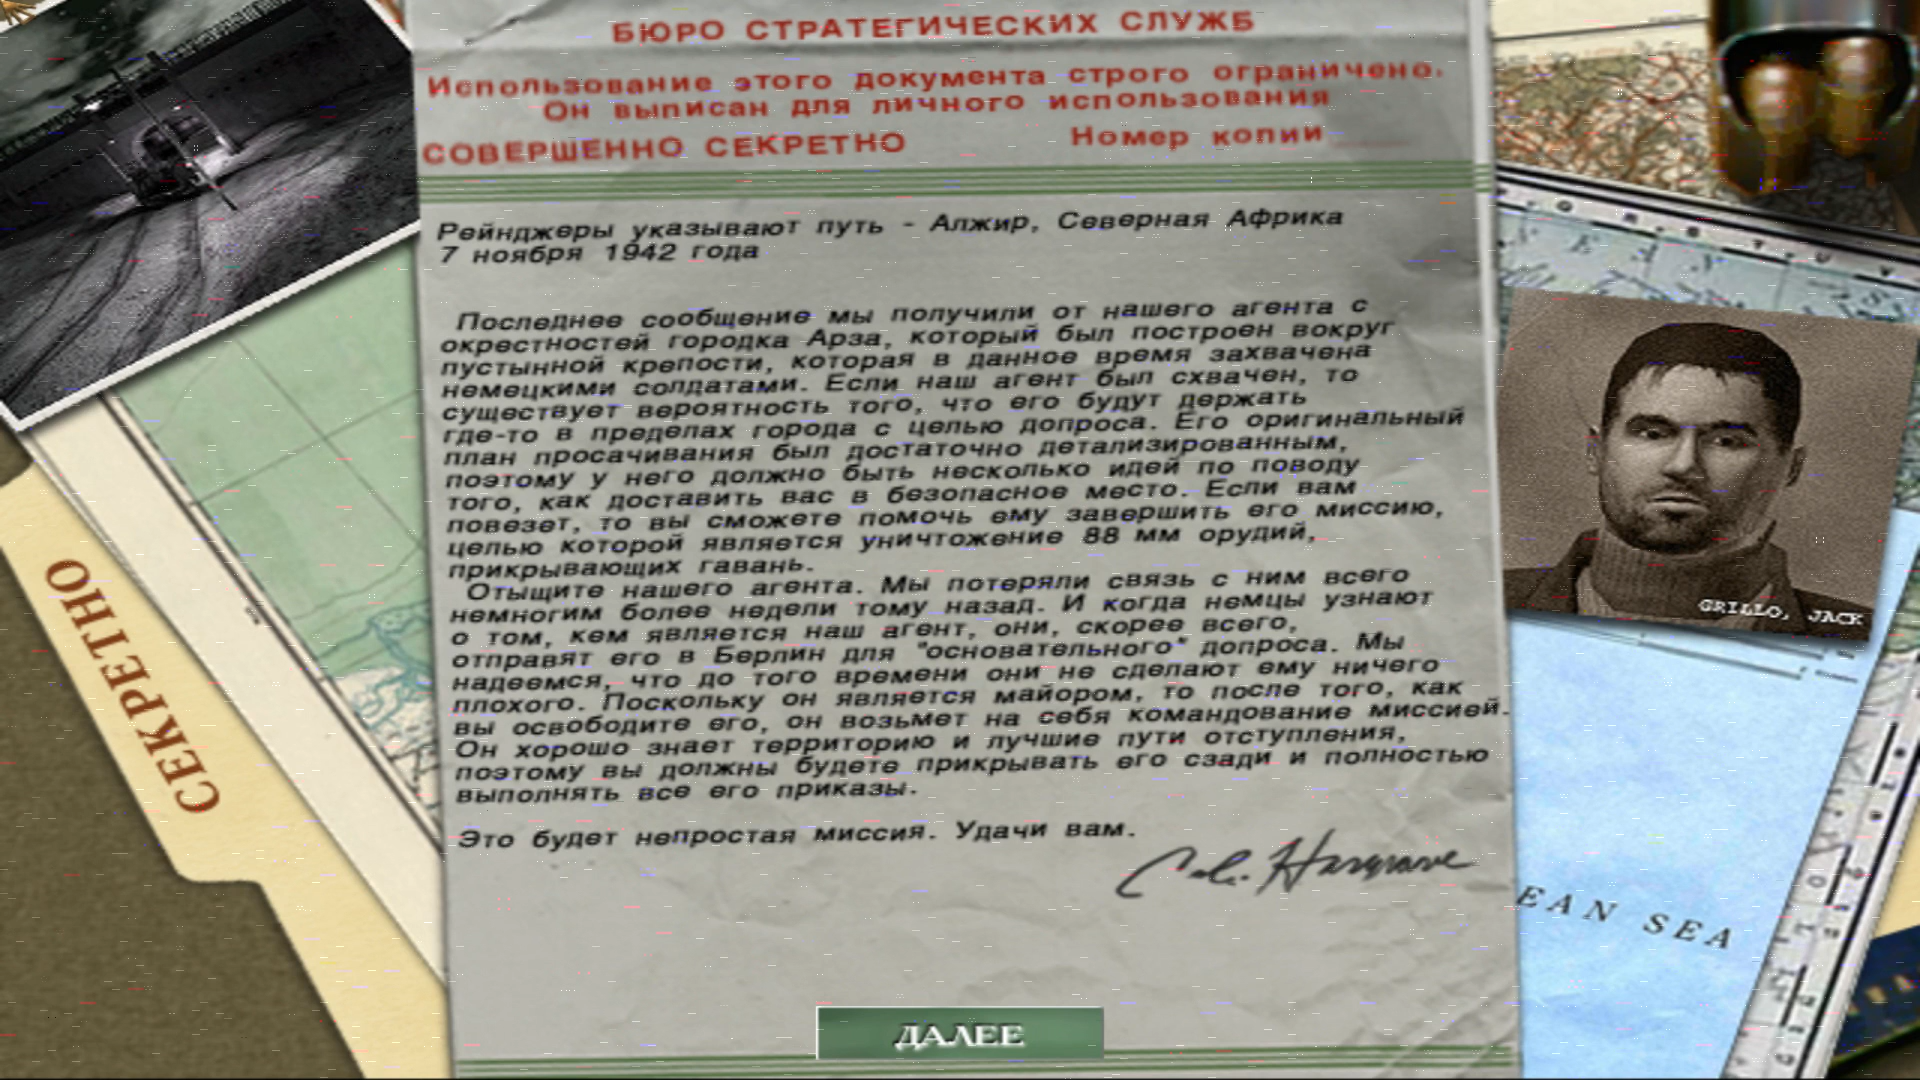 БЮРО СТРАТЕГИЧЕСКИХ СЛУЖБ
Использование этого документа строго ограничено.
Он выписан для личного использования
СОВЕРШЕННО СЕКРЕТНО Номер копии
Рейнджеры указывают путь - Алжир, Северная Африка
7 ноября 1942 года
Последнее сообщение мы получили от нашего агента с
окрестностей городка Арза, который был построен вокруг
пустынной крепости, которая в данное время захвачена
немецкими солдатами. Если наш агент был схвачен, то
существует вероятность того, что его будут держать
где-то в пределах города с целью допроса. Его оригинальный
план просачивания был достаточно детализированным,
поэтому у него должно быть несколько идей по поводу
того, как доставить вас в безопасное место. Если вам
повезет, то вы сможете помочь ему завершить его миссию,
целью которой является уничтожение 88 мм орудий,
прикрывающих гавань.
Отыщите нашего агента. Мы потеряли связь с ним всего
немногим более недели тому назад. И когда немцы узнают
о том, кем является наш агент, они, скорее всего,
отправят его в Берлин для "основательного" допроса. Мы
надеемся, что до того времени они не сделают ему ничего
плохого. Поскольку он является майором, то после того, как
вы освободите его, он возьмет на себя командование миссией.
Он хорошо знает территорию и лучшие пути отступления,
поэтому вы должны будете прикрывать его сзади и полностью
выполнять все его приказы.
Это будет непростая миссия. Удачи вам.
Col. Hargrove
ДАЛЕЕ
СЕКРЕТНО
GRILLO, JACK
EAN SEA